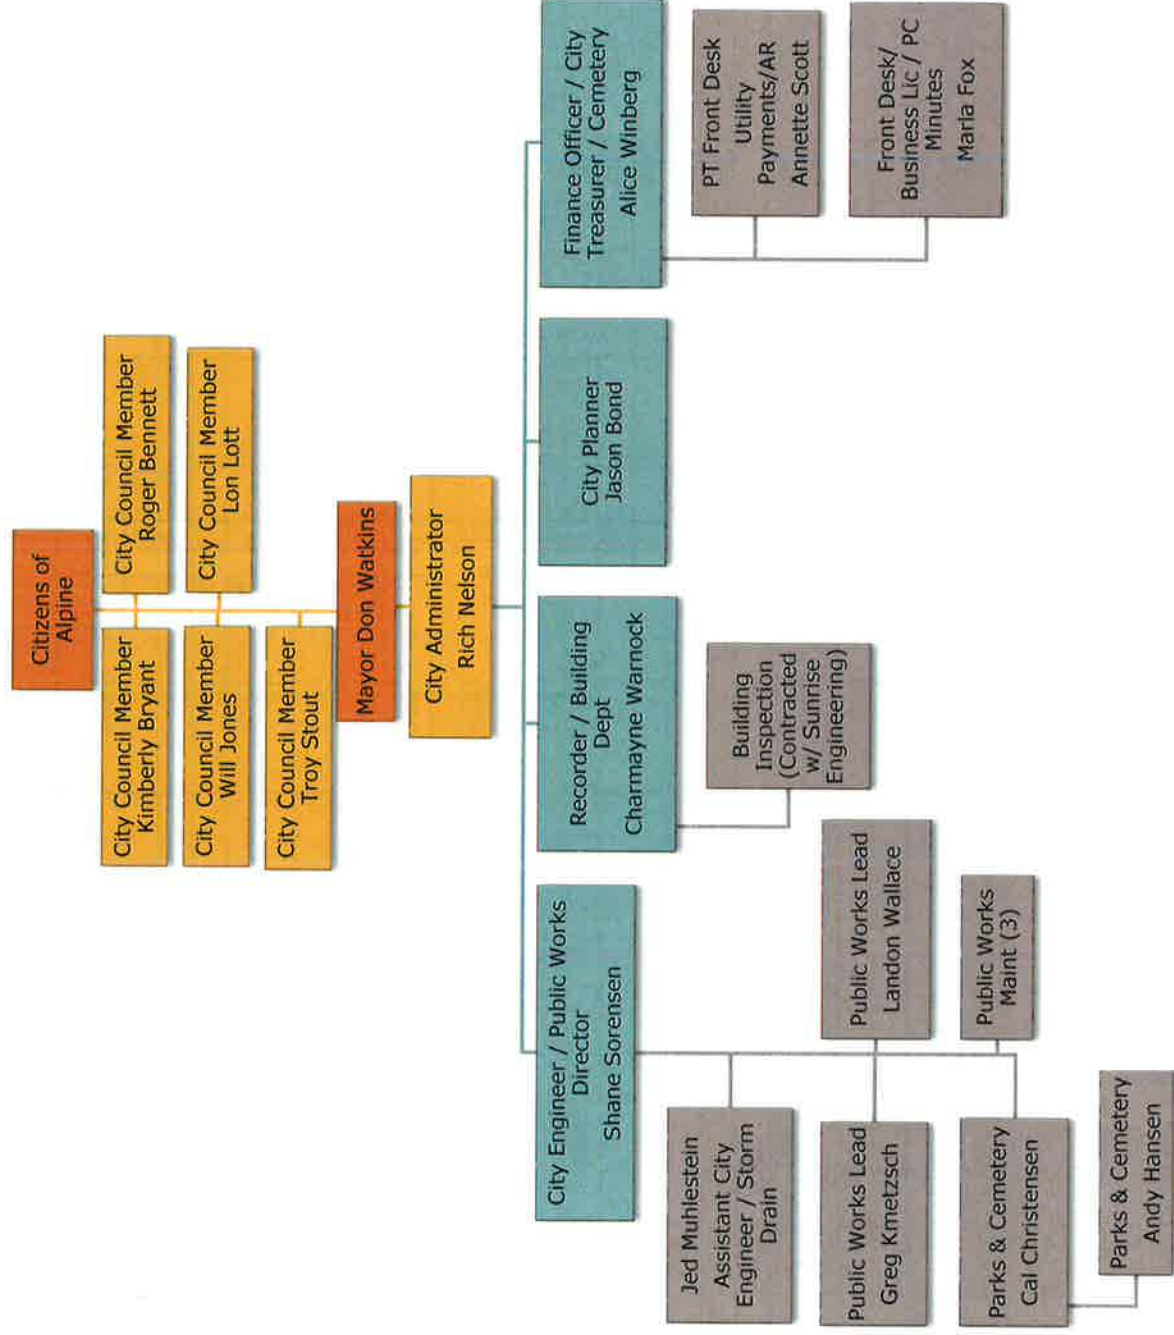 Citizens of
Alpine
City Council Member
Kimberly Bryant
City Council Member
Roger Bennett
City Council Member
Will Jones
City Council Member
Lon Lott
City Council Member
Troy Stout
Mayor Don Watkins
City Administrator
Rich Nelson
City Engineer / Public Works
Director
Shane Sorensen
Recorder / Building
Dept
Charmayne Warnock
City Planner
Jason Bond
Finance Officer / City
Treasurer / Cemetery
Alice Winberg
Jed Muhlestein
Assistant City
Engineer / Storm
Drain
Public Works Lead
Greg Kmetzsch
Public Works Lead
Landon Wallace
Parks & Cemetery
Cal Christensen
Public Works
Maint (3)
Parks & Cemetery
Andy Hansen
Building
Inspection
(Contracted
w/ Sunrise
Engineering)
PT Front Desk
Utility
Payments/AR
Annette Scott
Front Desk/
Business Lic / PC
Minutes
Marla Fox